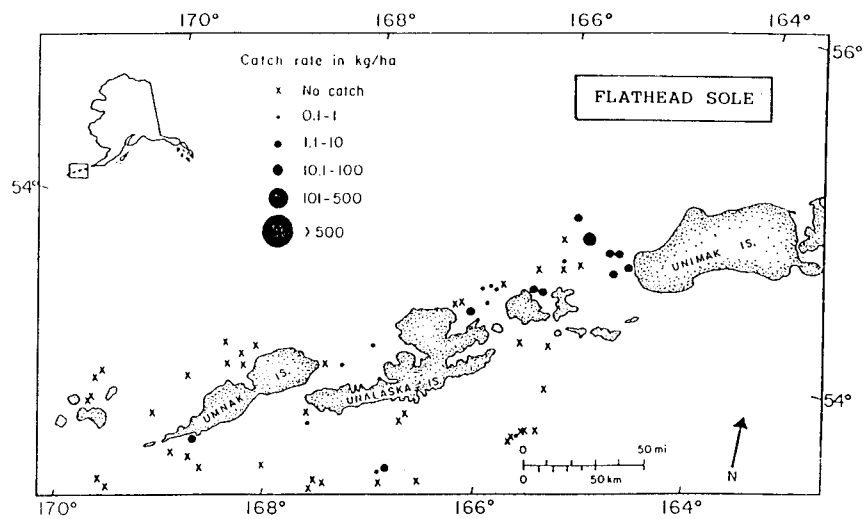 170°
168°
166°
164°
56°
Catch rate in kg/ha
x No catch
0.1-1
1.1-10
10.1-100
101-500
>500
FLATHEAD SOLE
54°
UNIMAK IS.
UMNAK IS.
UNALASKA IS
54°
0 50 mi
0 50 km
N
170°
168°
166°
164°